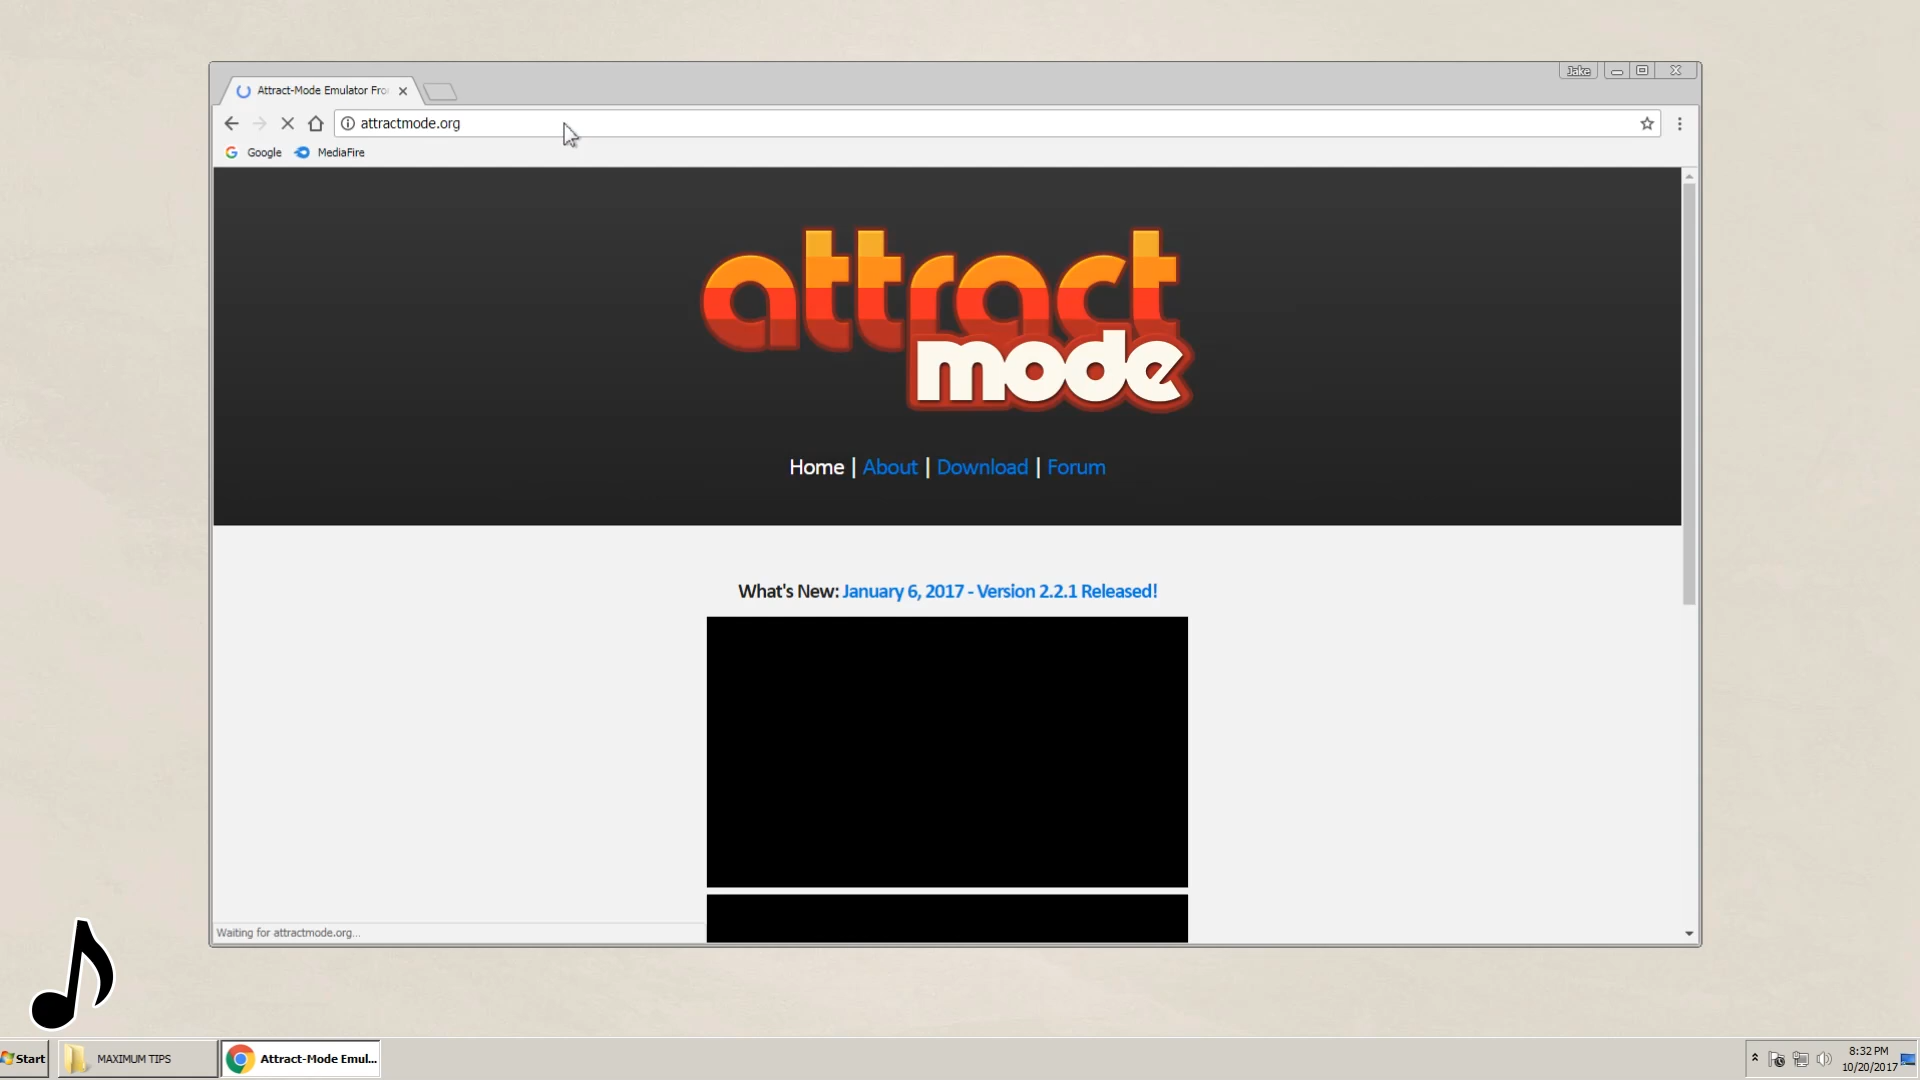 Jake
Attract-Mode Emulator Fro
attractmode.org
Google MediaFire
attract
mode
Home | About | Download | Forum
What's New: January 6, 2017 - Version 2.2.1 Released!
Waiting for attractmode.org...
Start MAXIMUM TIPS Attract-Mode Emul... 8:32 PM
10/20/2017